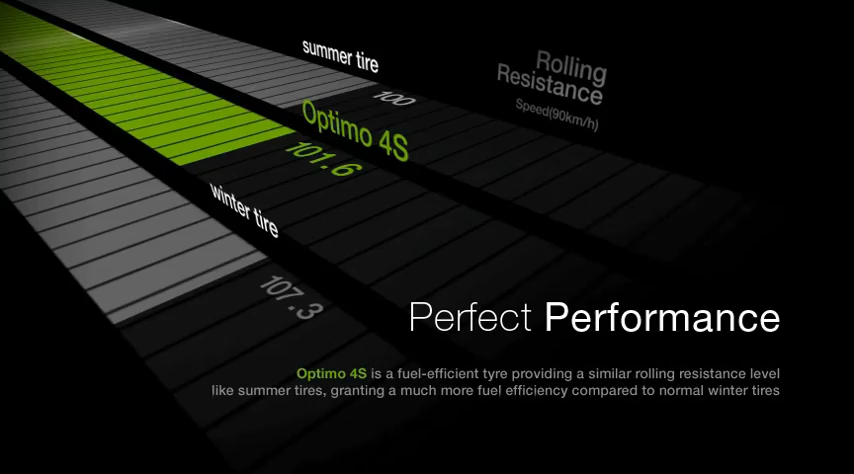 summer tire
100
Rolling
Resistance
Speed(90km/h)
Optimo 4S
101.6
winter tire
107.3
Perfect Performance
Optimo 4S is a fuel-efficient tyre providing a similar rolling resistance level
like summer tires, granting a much more fuel efficiency compared to normal winter tires